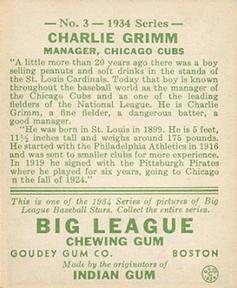 No. 3 — 1934 Series —
CHARLIE GRIMM
MANAGER, CHICAGO CUBS
"A little more than 20 years ago there was a boy
selling peanuts and soft drinks in the stands of
the St. Louis Cardinals. Today that boy is known
throughout the baseball world as the manager of
the Chicago Cubs and as one of the leading
fielders of the National League. He is Charlie
Grimm, a fine fielder, a dangerous batter, a
good manager.
"He was born in St. Louis in 1899. He is 5 feet,
11½ inches tall and weighs around 175 pounds.
He started with the Philadelphia Athletics in 1916
and was sent to smaller clubs for more experience.
In 1919 he signed with the Pittsburgh Pirates
where he played for six years, going to Chicago
n the fall of 1924."
This is one of the 1934 Series of pictures of Big
League Baseball Stars. Collect the entire series.
BIG LEAGUE
CHEWING GUM
GOUDEY GUM CO. BOSTON
Made by the originators of
INDIAN GUM